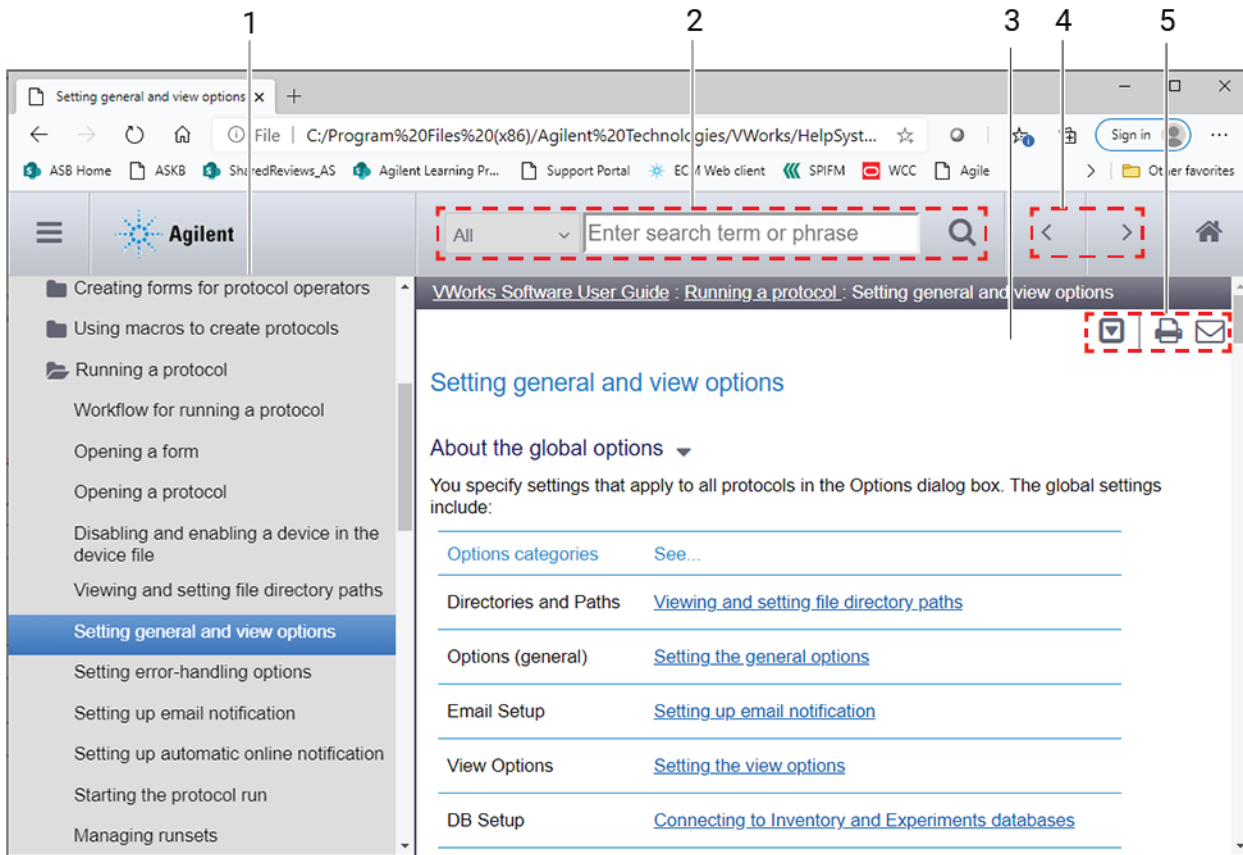 1 2 3 4 5
Setting general and view options
File | C:/Program%20Files%20(x86)/Agilent%20Technologies/VWorks/HelpSyst... Sign in
ASB Home ASKB SharedReviews_AS Agilent Learning Pr... Support Portal ECM Web client SPIFM WCC Agile Other favorites
Agilent All Enter search term or phrase
Creating forms for protocol operators
Using macros to create protocols
Running a protocol
Workflow for running a protocol
Opening a form
Opening a protocol
Disabling and enabling a device in the
device file
Viewing and setting file directory paths
Setting general and view options
Setting error-handling options
Setting up email notification
Setting up automatic online notification
Starting the protocol run
Managing runsets
VWorks Software User Guide : Running a protocol : Setting general and view options
Setting general and view options
About the global options
You specify settings that apply to all protocols in the Options dialog box. The global settings
include:
Options categories See...
Directories and Paths Viewing and setting file directory paths
Options (general) Setting the general options
Email Setup Setting up email notification
View Options Setting the view options
DB Setup Connecting to Inventory and Experiments databases